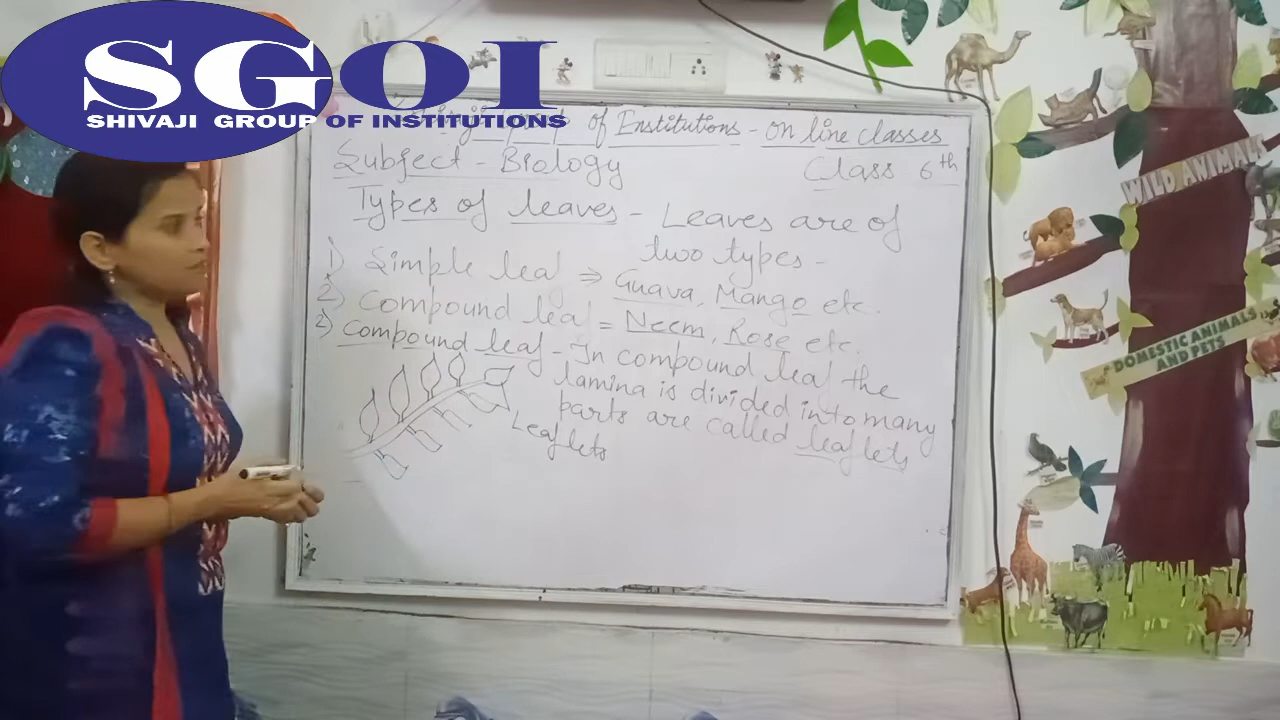 SGOI
SHIVAJI GROUP OF INSTITUTIONS
of Institutions - on line classes
Subject - Biology
Class 6th
Types of leaves - Leaves are of
two types -
1) Simple leaf ⇒ Guava, Mango etc.
2) Compound leaf = Neem, Rose etc.
2) Compound leaf - In compound leaf the
lamina is divided into many
parts are called leaflets
Leaflets
WILD ANIMALS
DOMESTIC ANIMALS
AND PETS